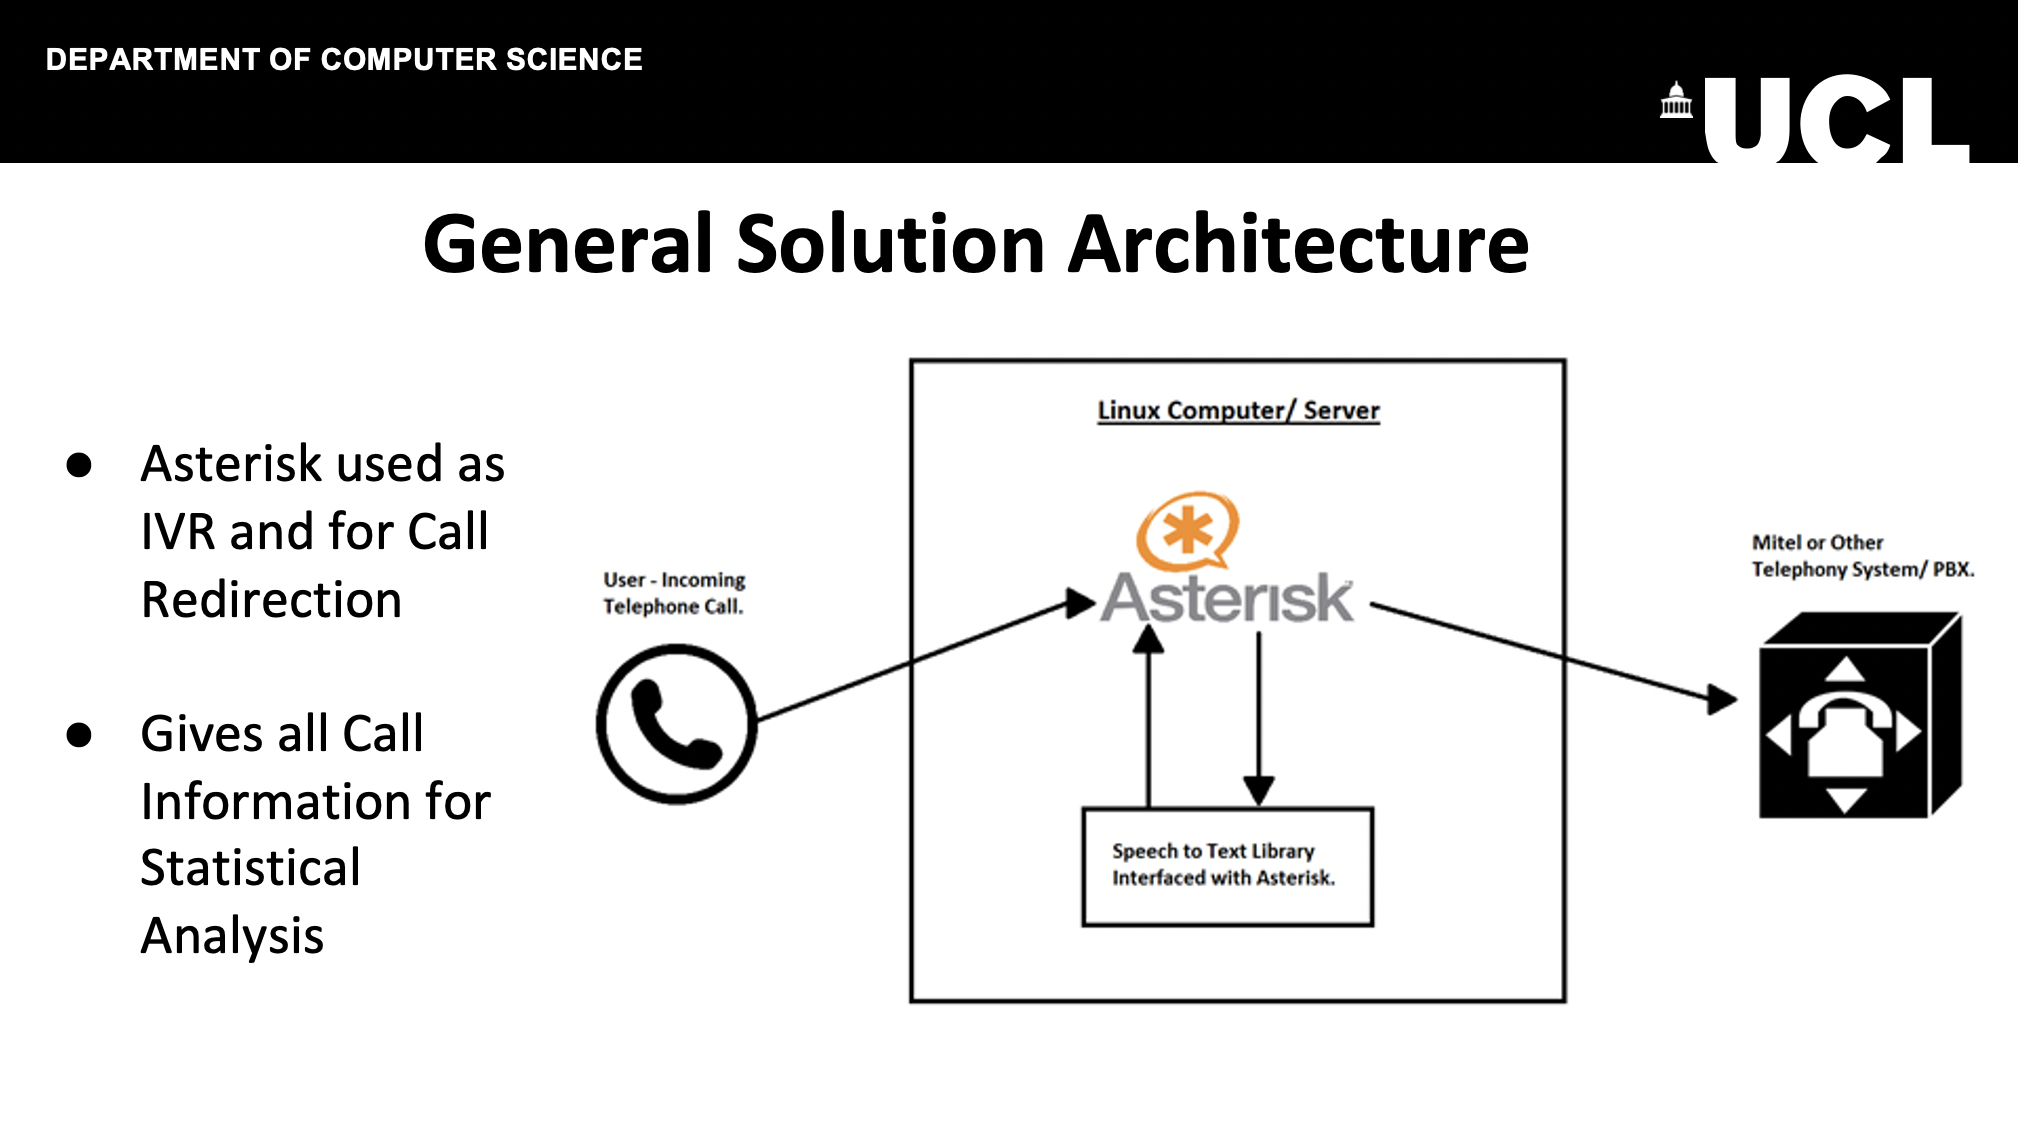 DEPARTMENT OF COMPUTER SCIENCE
UCL
General Solution Architecture
● Asterisk used as
IVR and for Call
Redirection
● Gives all Call
Information for
Statistical
Analysis
User - Incoming
Telephone Call.
Linux Computer/ Server
Asterisk
Speech to Text Library
Interfaced with Asterisk.
Mitel or Other
Telephony System/ PBX.